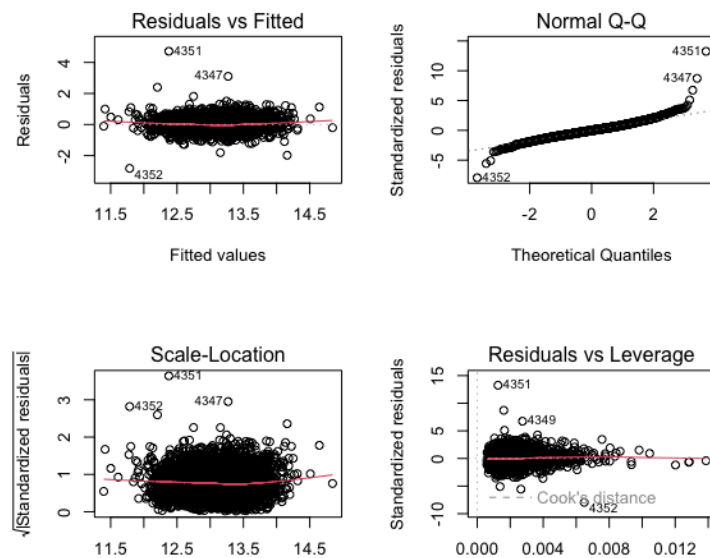 Residuals vs Fitted
Residuals
4
2
0
-2
4351
4347
4352
11.5 12.5 13.5 14.5
Fitted values
Normal Q-Q
Standardized residuals
10
5
0
-5
4351
4347
4352
-2 0 2
Theoretical Quantiles
Scale-Location
√|Standardized residuals|
3
2
1
0
4351
4352
4347
11.5 12.5 13.5 14.5
Residuals vs Leverage
Standardized residuals
15
5
0
-10
4351
4349
Cook's distance
4352
0.000 0.004 0.008 0.012